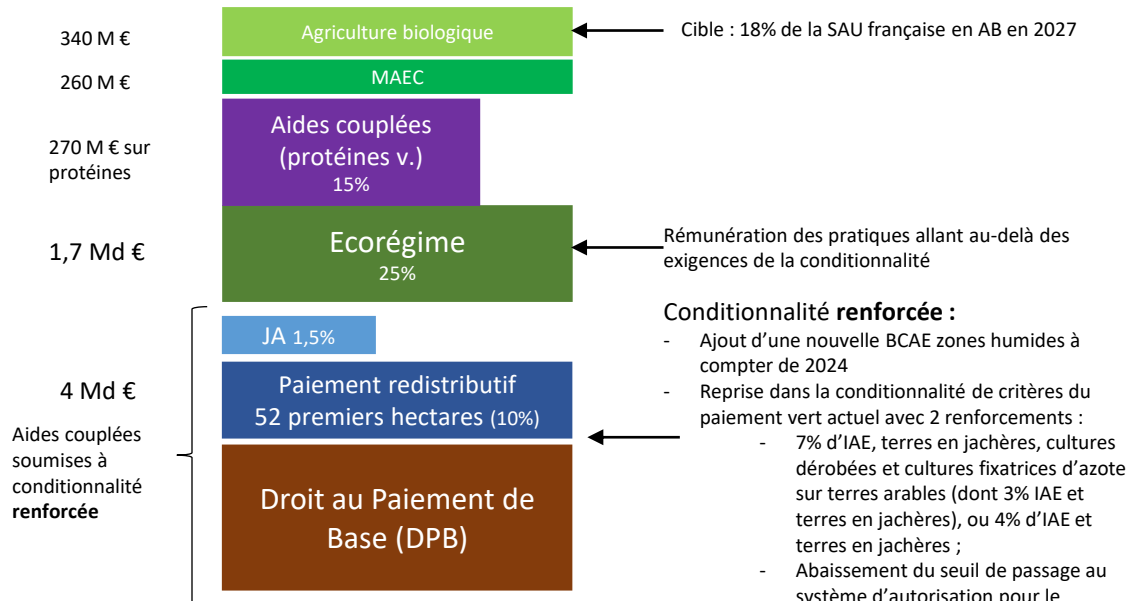 340 M €
Agriculture biologique
Cible : 18% de la SAU française en AB en 2027
260 M €
MAEC
270 M € sur
protéines
Aides couplées
(protéines v.)
15%
1,7 Md €
Ecorégime
25%
Rémunération des pratiques allant au-delà des
exigences de la conditionnalité
JA 1,5%
4 Md €
Aides couplées
soumises à
conditionnalité
renforcée
Paiement redistributif
52 premiers hectares (10%)
Droit au Paiement de
Base (DPB)
Conditionnalité renforcée :
- Ajout d’une nouvelle BCAE zones humides à
compter de 2024
- Reprise dans la conditionnalité de critères du
paiement vert actuel avec 2 renforcements :
- 7% d’IAE, terres en jachères, cultures
dérobées et cultures fixatrices d’azote
sur terres arables (dont 3% IAE et
terres en jachères), ou 4% d’IAE et
terres en jachères ;
- Abaissement du seuil de passage au
système d’autorisation pour le